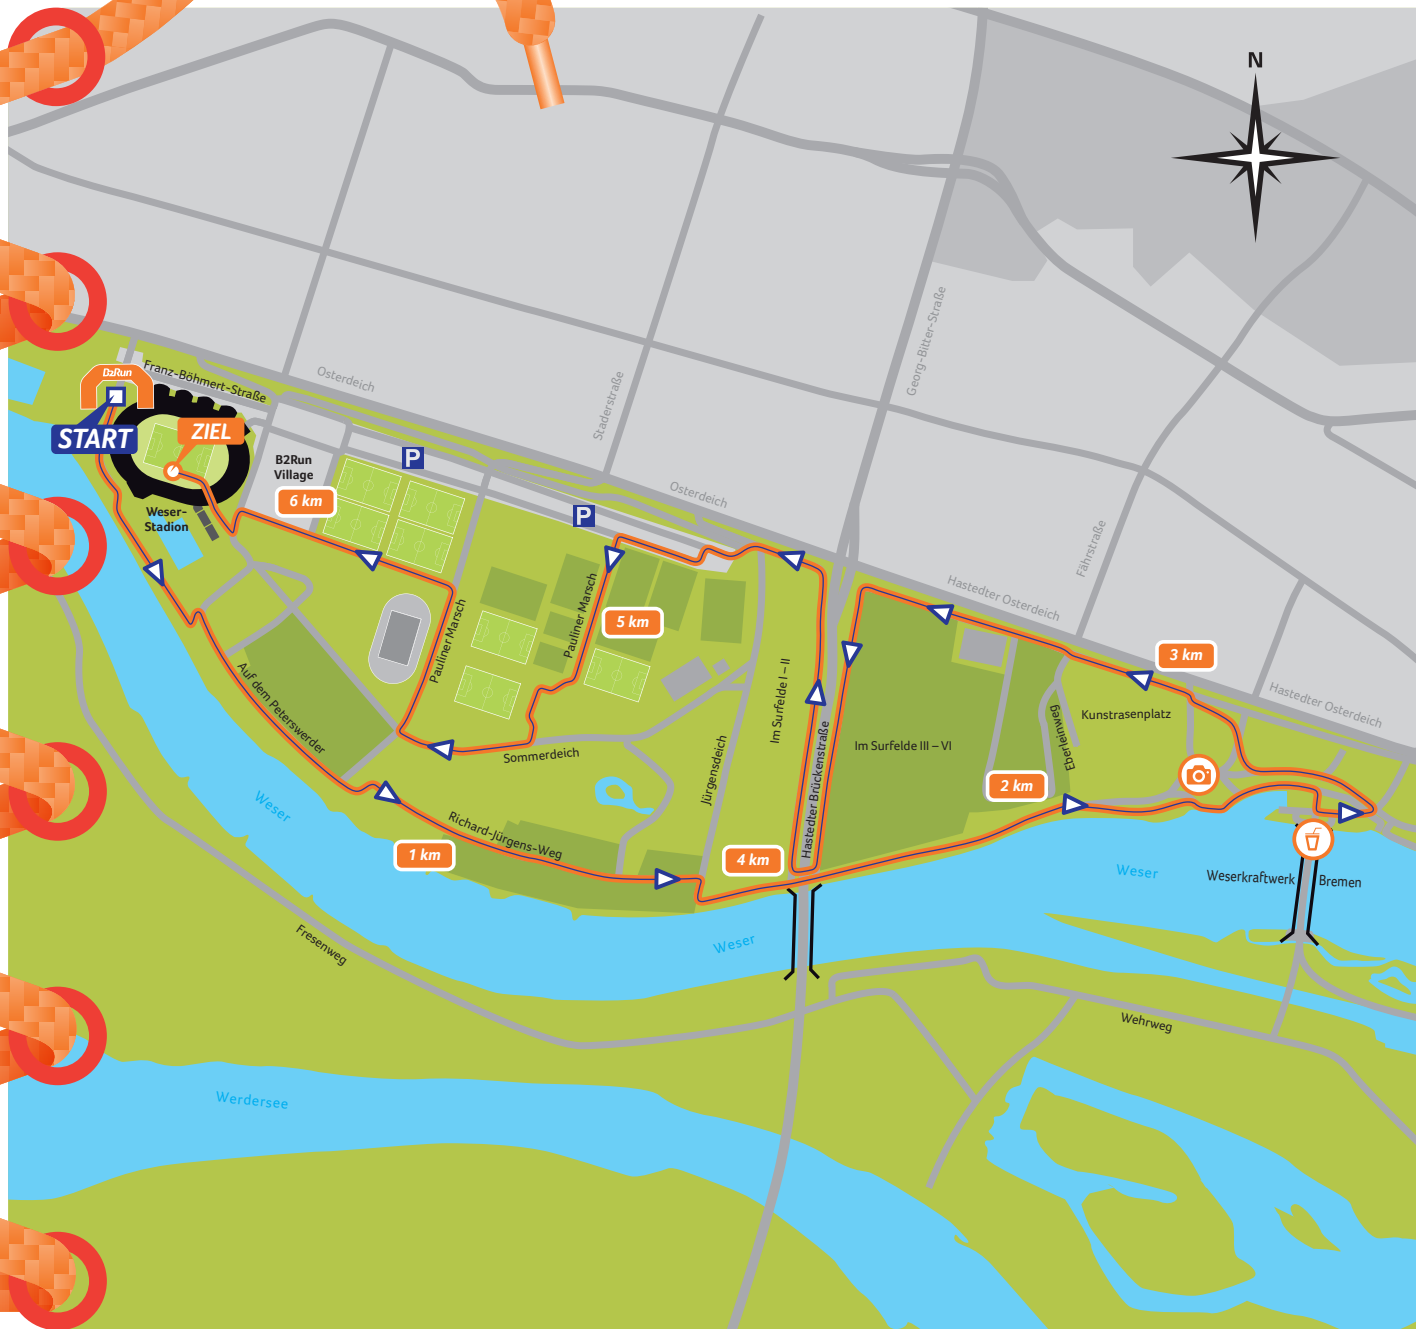 N
B2Run
Franz-Böhmert-Straße
Osterdeich
Staderstraße
Georg-Bitter-Straße
START
ZIEL
B2Run
Village
P
6 km
Osterdeich
P
Weser-
Stadion
Fährstraße
Hastedter Osterdeich
Pauliner Marsch
Pauliner Marsch
5 km
3 km
Hastedter Osterdeich
Auf dem Peterswerder
Im Surfelde I – II
Kunstrasenplatz
Eberleinweg
Im Surfelde III – VI
Sommerdeich
Jürgensdeich
Hastedter Brückenstraße
2 km
Weser
Richard-Jürgens-Weg
1 km
4 km
Weser
Weserkraftwerk
Bremen
Fresenweg
Weser
Wehrweg
Werdersee